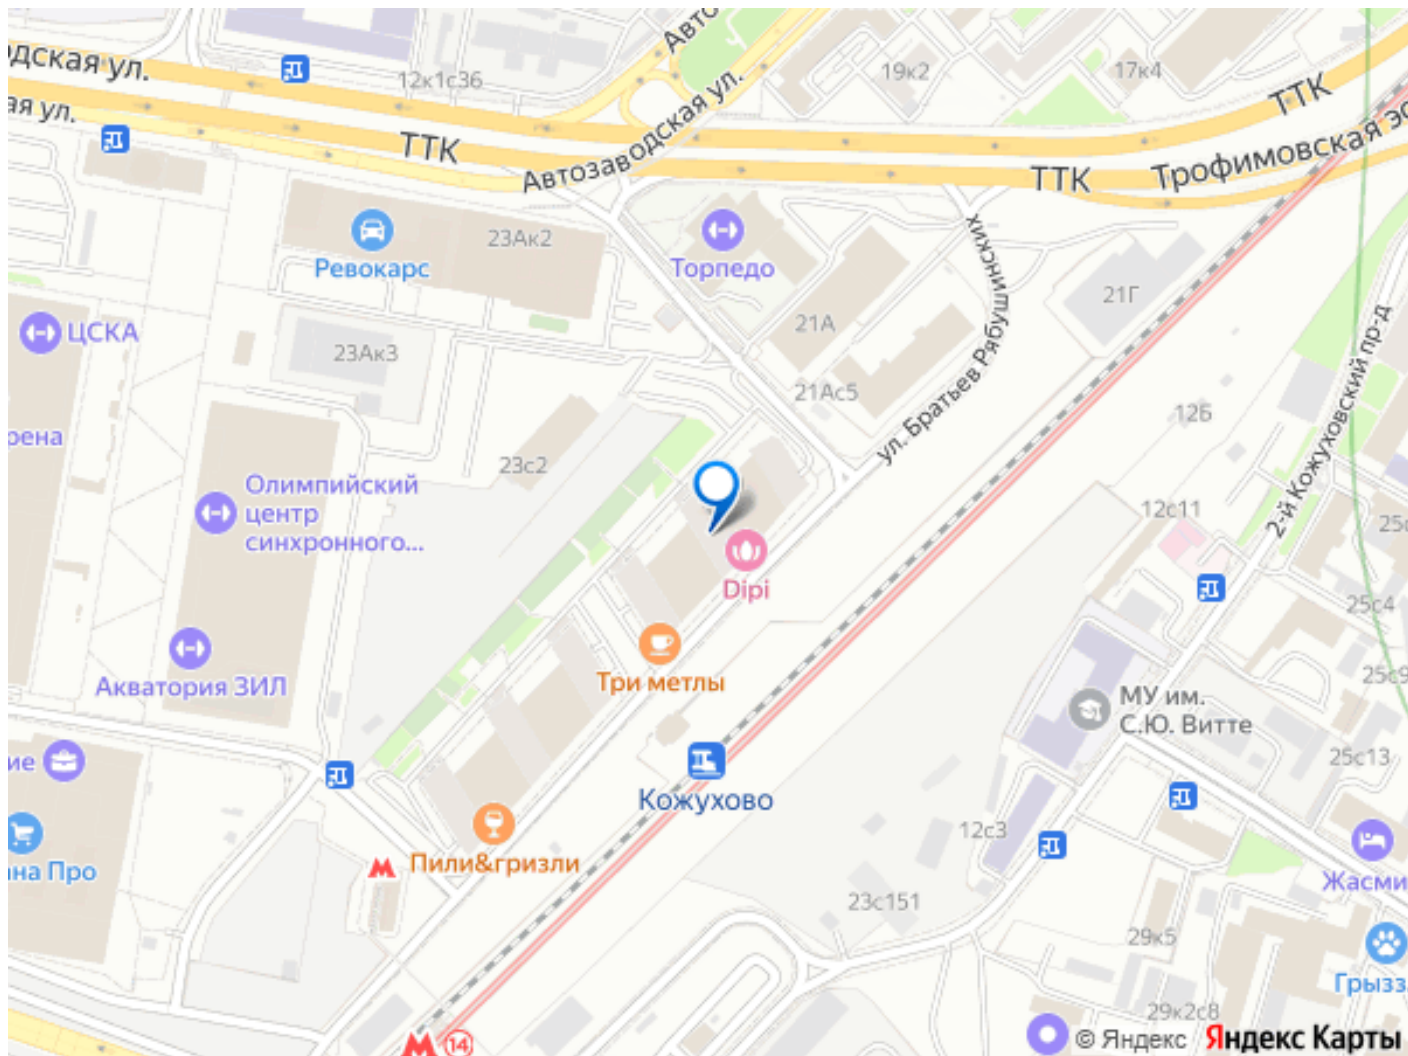 Авто
дская ул.
12к1с36
19к2
17к4
ТТК
ая ул.
ТТК
Автозаводская ул.
ТТК
Трофимовская эс
ул. Братьев Рябушинских
23Ак2
Торпедо
Ревокарс
21Г
21А
ЦСКА
23Ак3
21Ас5
2-й Кожуховский пр-д
12Б
рена
23с2
Олимпийский
центр
синхронного...
12с11
25с
Dipi
25с4
Три метлы
25с9
Акватория ЗИЛ
МУ им.
С.Ю. Витте
ие
25с13
Кожухово
12с3
Пили&гризли
ана Про
Жасми
23с151
29к5
Грызз
29к2с8
14
© Яндекс Яндекс Карты